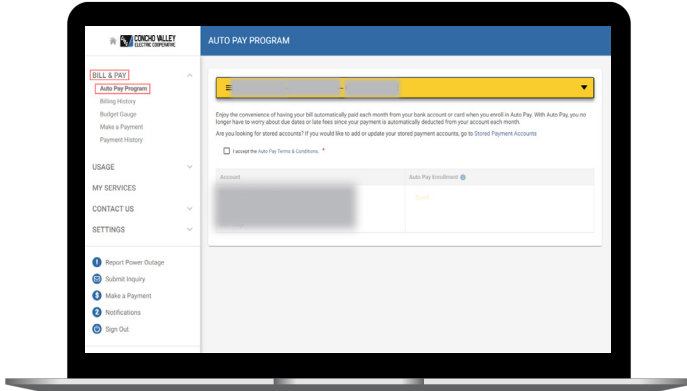 CONCHO VALLEY
ELECTRIC COOPERATIVE
AUTO PAY PROGRAM
BILL & PAY
Auto Pay Program
Billing History
Budget Gauge
Make a Payment
Payment History
USAGE
MY SERVICES
CONTACT US
SETTINGS
Report Power Outage
Submit Inquiry
Make a Payment
Notifications
Sign Out
Enjoy the convenience of having your bill automatically paid each month from your bank account or card when you enroll in Auto Pay. With Auto Pay, you no
longer have to worry about due dates or late fees since your payment is automatically deducted from your account each month.
Are you looking for stored accounts? If you would like to add or update your stored payment accounts, go to Stored Payment Accounts
I accept the Auto Pay Terms & Conditions. *
Account
Auto Pay Enrollment
Enroll